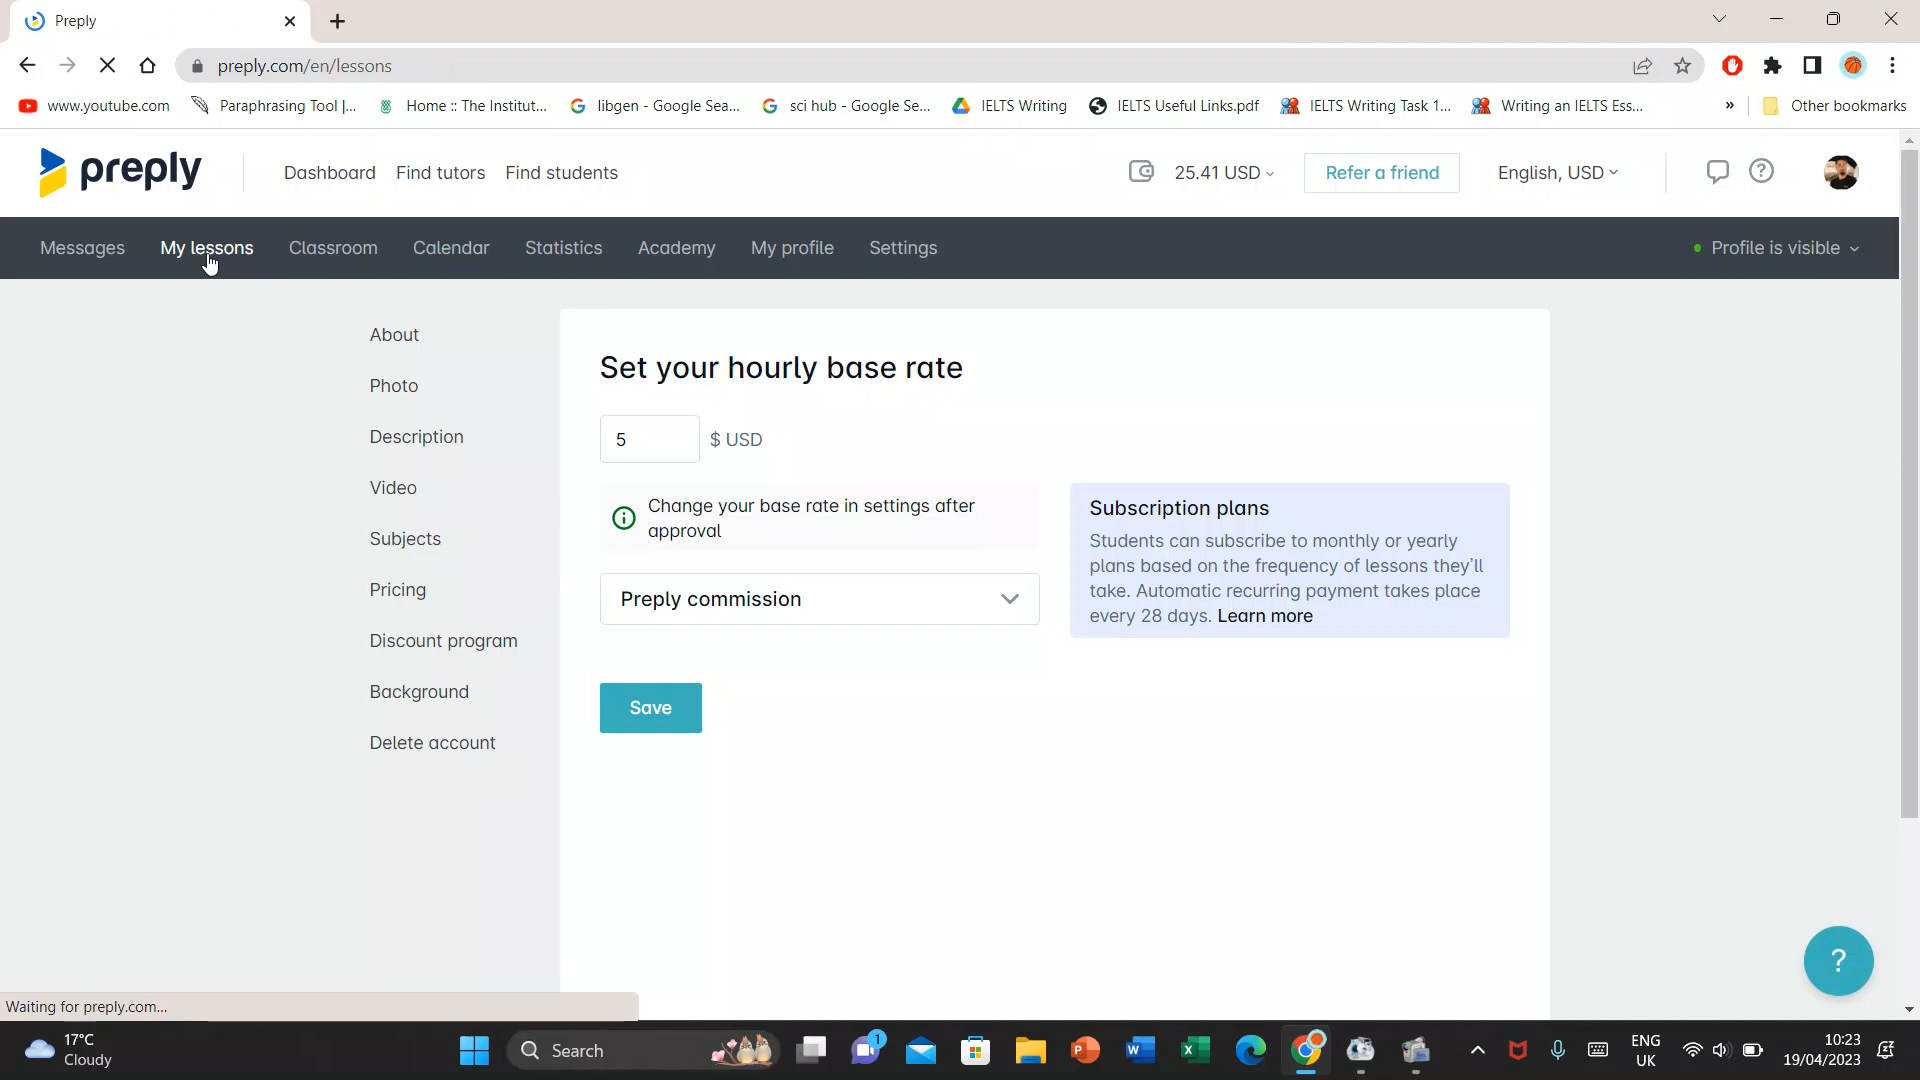 Preply
preply.com/en/lessons
www.youtube.com
Paraphrasing Tool |...
Home :: The Institut...
libgen - Google Sea...
sci hub - Google Se...
IELTS Writing
IELTS Useful Links.pdf
IELTS Writing Task 1...
Writing an IELTS Ess...
»
Other bookmarks
preply
Dashboard
Find tutors
Find students
25.41 USD
Refer a friend
English, USD
Messages
My lessons
Classroom
Calendar
Statistics
Academy
My profile
Settings
Profile is visible
About
Photo
Description
Video
Subjects
Pricing
Discount program
Background
Delete account
Set your hourly base rate
5
$ USD
Change your base rate in settings after
approval
Preply commission
Save
Subscription plans
Students can subscribe to monthly or yearly
plans based on the frequency of lessons they'll
take. Automatic recurring payment takes place
every 28 days. Learn more
?
Waiting for preply.com...
17°C
Cloudy
Search
1
ENG
UK
10:23
19/04/2023